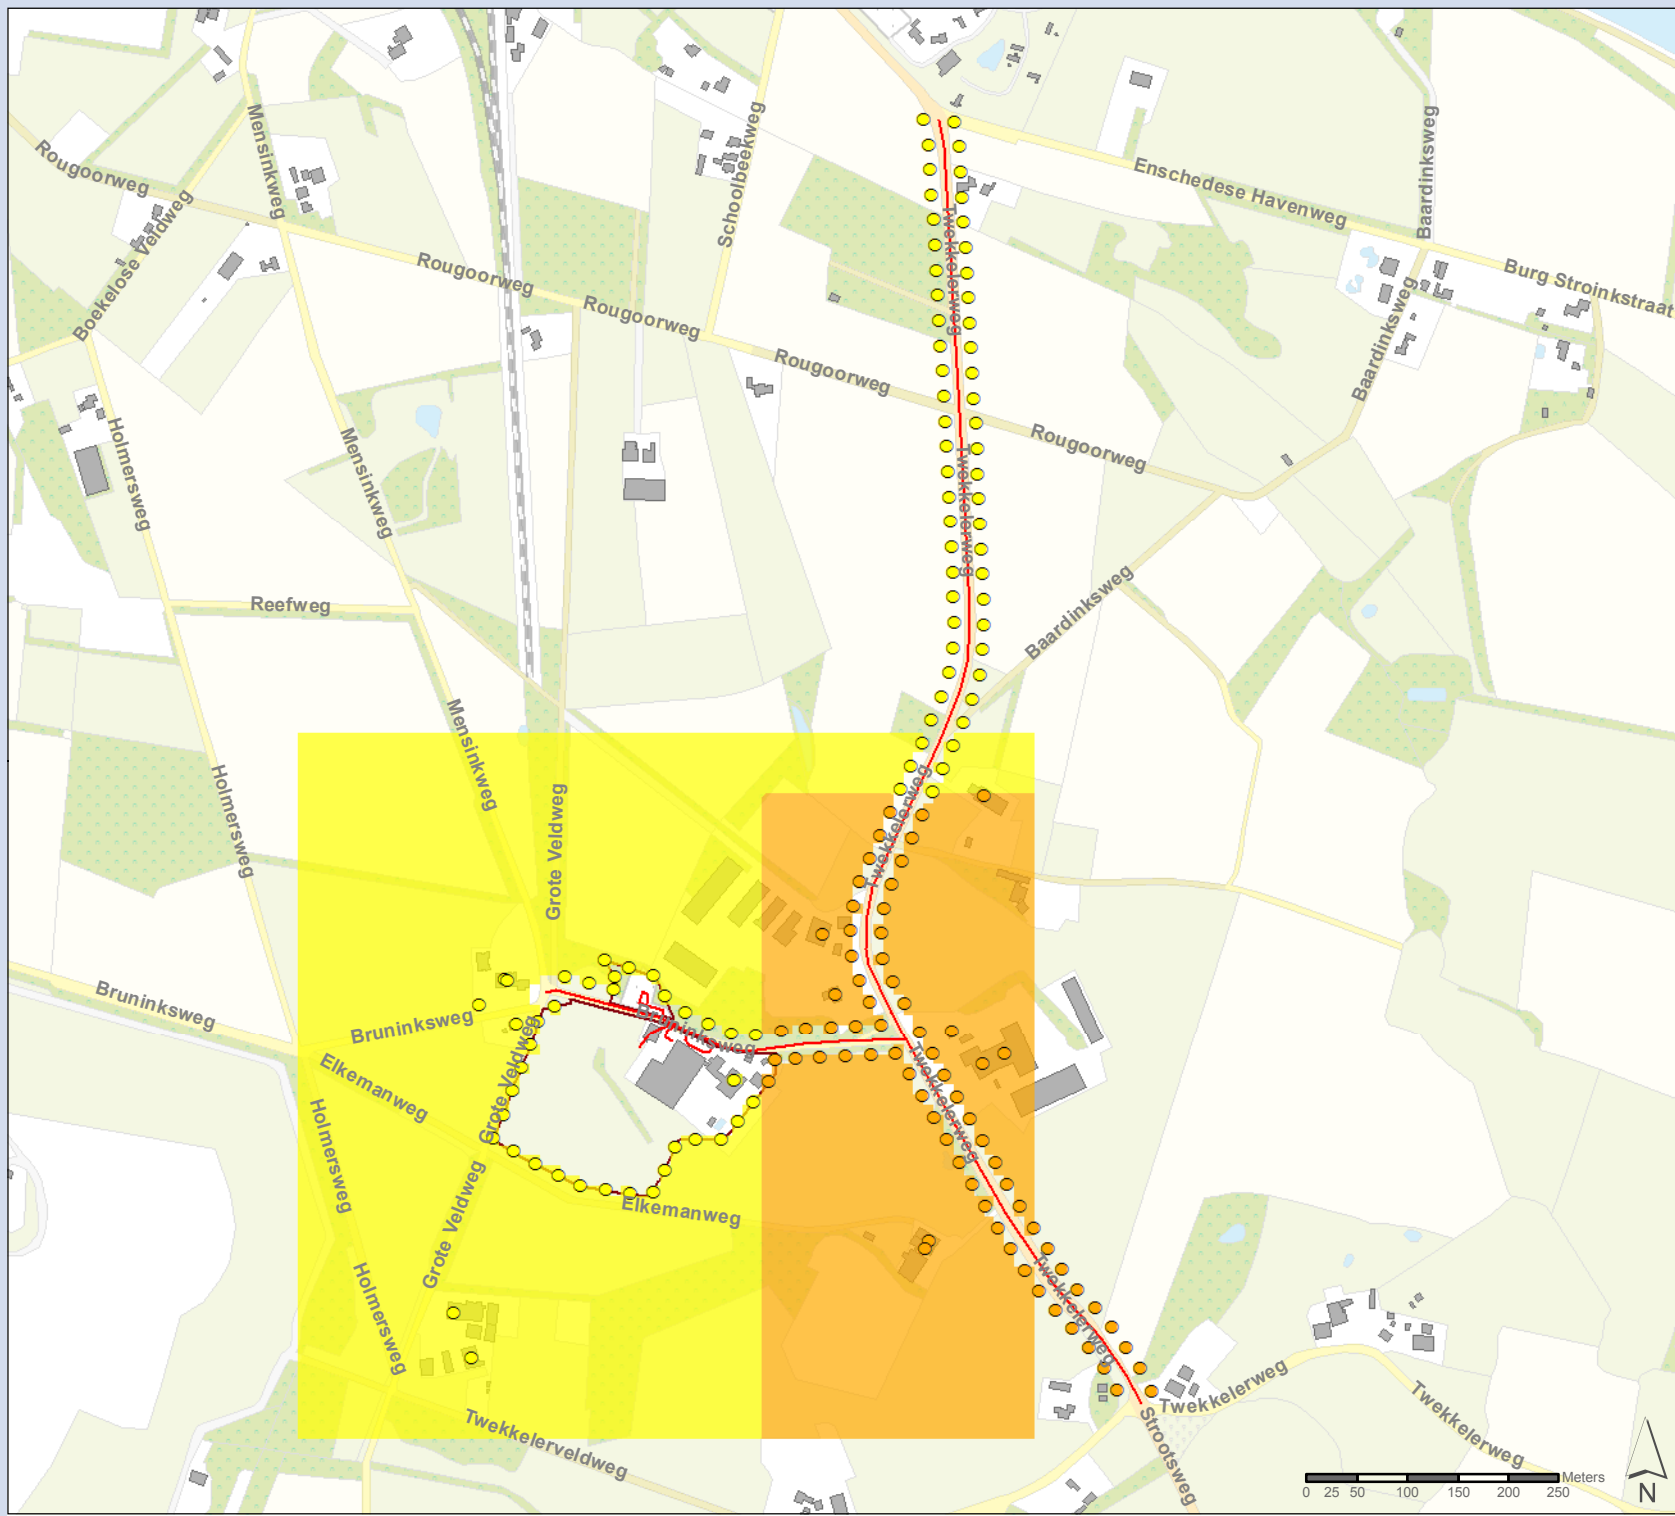 Mensinkweg
Schoolbeekweg
Baardinksweg
Rougoorweg
Enschedese Havenweg
Boekelose Veldweg
Twekkelerweg
Rougoorweg
Burg Stroinkstraat
Rougoorweg
Baardinksweg
Rougoorweg
Holmersweg
Mensinkweg
Rougoorweg
Twekkelerweg
Reefweg
Baardinksweg
Mensinkweg
Holmersweg
Grote Veldweg
Twekkelerweg
Bruninksweg
Bruninksweg
Bruninksweg
Elkemanweg
Grote Veldweg
Twekkelerweg
Holmersweg
Grote Veldweg
Elkemanweg
Holmersweg
Twekkelerweg
Twekkelerweg
Twekkelerweg
Twekkelerveldweg
Strootsweg
Meters
0 25 50 100 150 200 250
N